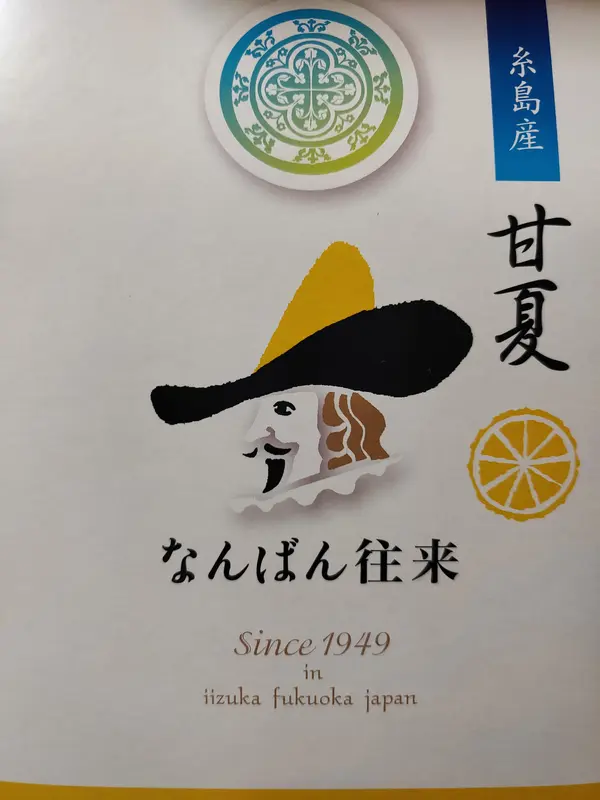 糸島産
甘夏
なんばん往来
Since 1949
in
iizuka fukuoka japan